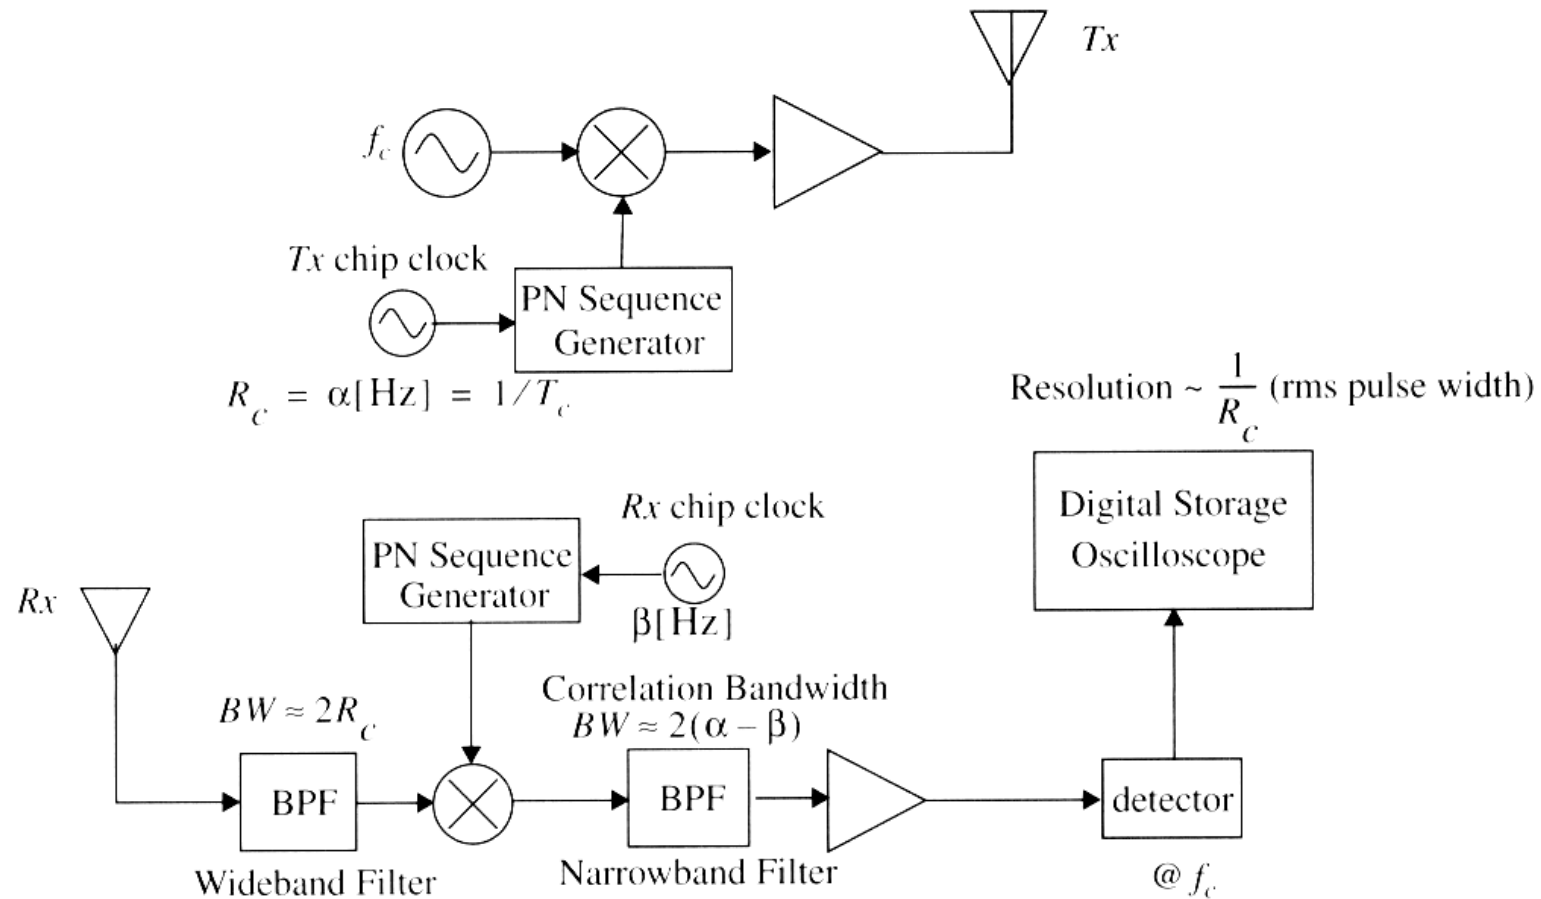 Tx
f_c
Tx chip clock
PN Sequence
Generator
R_c = α[Hz] = 1/T_c
Resolution ~ 1/R_c (rms pulse width)
Digital Storage
Oscilloscope
Rx chip clock
PN Sequence
Generator
β[Hz]
Rx
Correlation Bandwidth
BW ≈ 2R_c
BW ≈ 2(α – β)
BPF
BPF
detector
Wideband Filter
Narrowband Filter
@ f_c